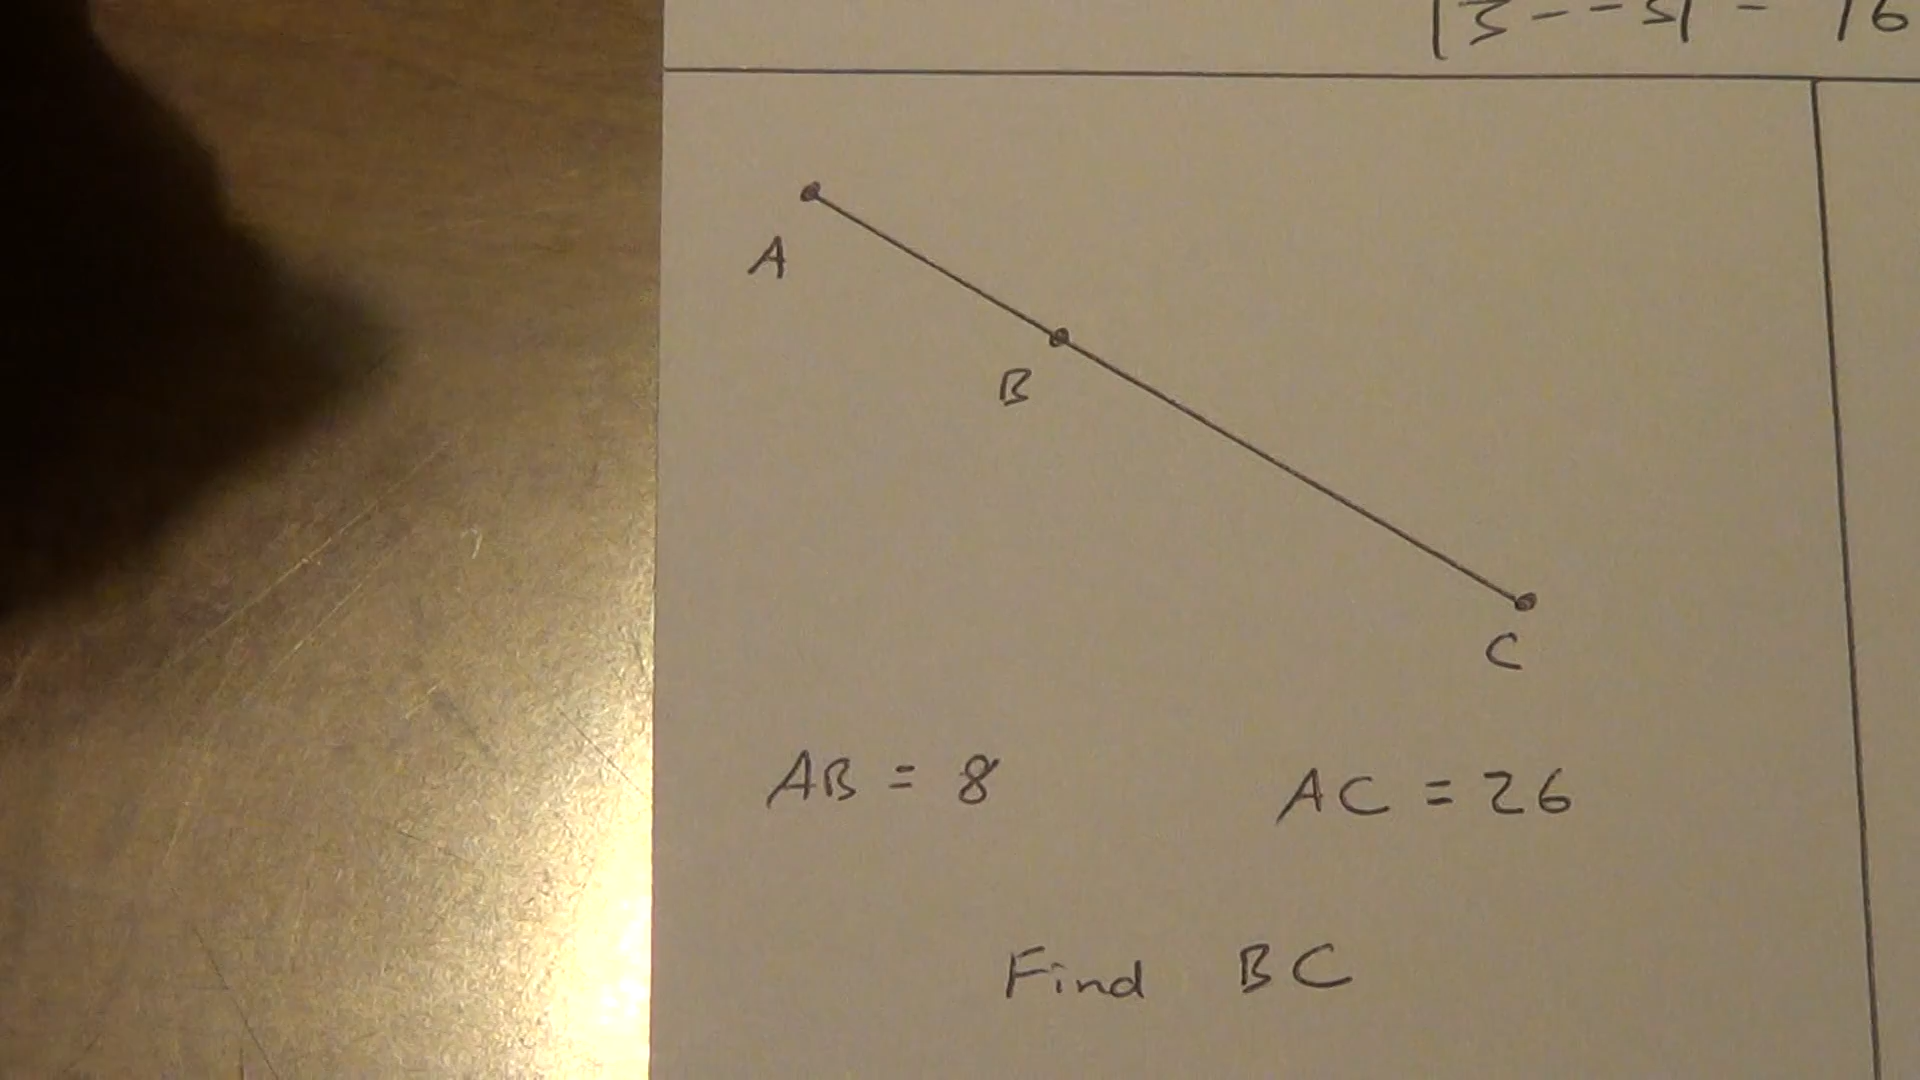 A
B
C
AB = 8 AC = 26
Find BC